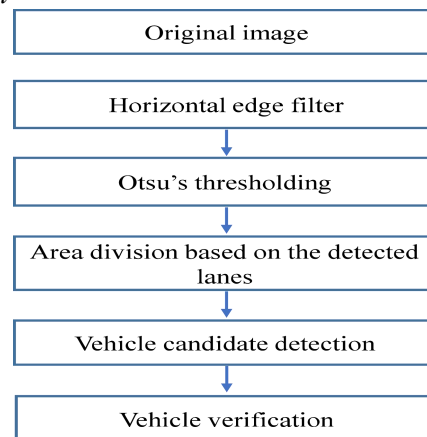 Original image
Horizontal edge filter
Otsu’s thresholding
Area division based on the detected
lanes
Vehicle candidate detection
Vehicle verification